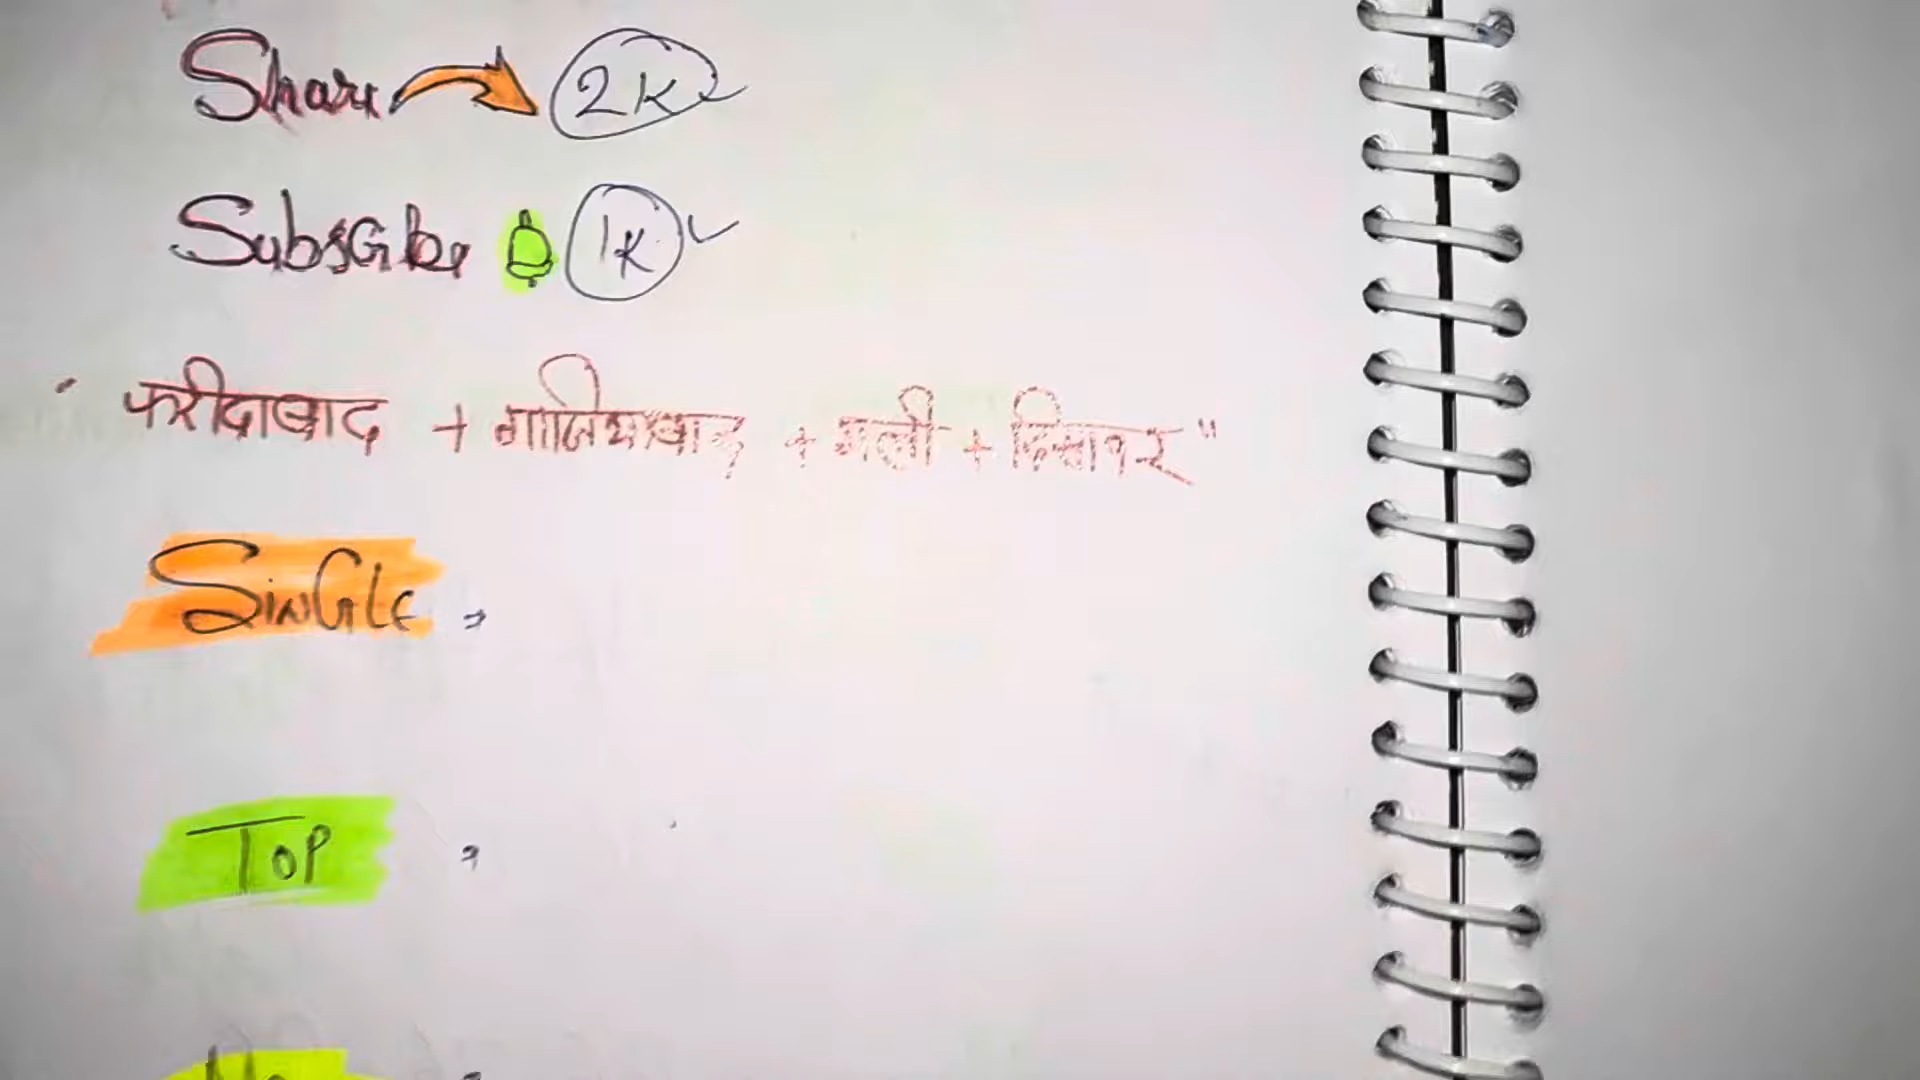 Share 2K
Subscribe 1K
" फरीदाबाद + गाजियाबाद + गली + दिसावर "
SINGLE
TOP